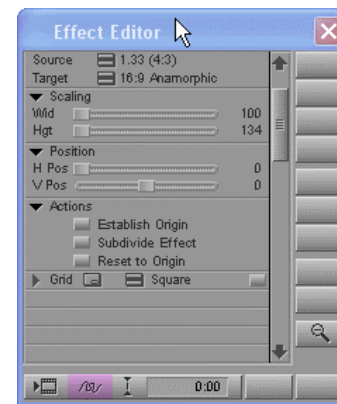 Effect Editor
Source 1.33 (4:3)
Target 16:9 Anamorphic
Scaling
Wid 100
Hgt 134
Position
H Pos 0
V Pos 0
Actions
Establish Origin
Subdivide Effect
Reset to Origin
Grid Square
0:00